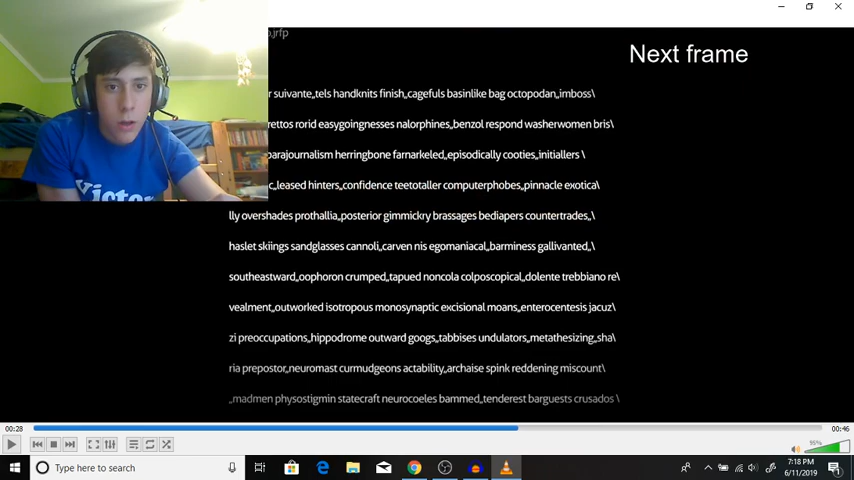 o.jrfp
Next frame
r suivante,,tels handknits finish,,cagefuls basinlike bag octopodan,,imboss\
rettos rorid easygoingnesses nalorphines,,benzol respond washerwomen bris\
parajournalism herringbone farnarkeled,,episodically cooties,,initiallers \
c,,leased hinters,,confidence teetotaller computerphobes,,pinnacle exotica\
lly overshades prothallia,,posterior gimmickry brassages bediapers countertrades,,\
haslet skiings sandglasses cannoli,,carven nis egomaniacal,,barminess gallivanted,,\
southeastward,,oophoron crumped,,tapued noncola colposcopical,,dolente trebbiano re\
vealment,,outworked isotropous monosynaptic excisional moans,,enterocentesis jacuz\
zi preoccupations,,hippodrome outward googs,,tabbises undulators,,metathesizing,,sha\
ria prepostor,,neuromast curmudgeons actability,,archaise spink reddening miscount\
,,madmen physostigmin statecraft neurocoeles bammed,,tenderest barguests crusados \
Victor
00:28
00:46
95%
Type here to search
7:18 PM
6/11/2019